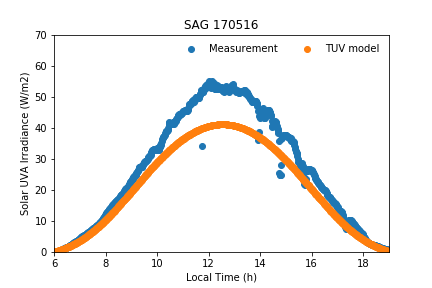 SAG 170516
Measurement TUV model
Solar UVA Irradiance (W/m2)
70
60
50
40
30
20
10
0
6 8 10 12 14 16 18
Local Time (h)